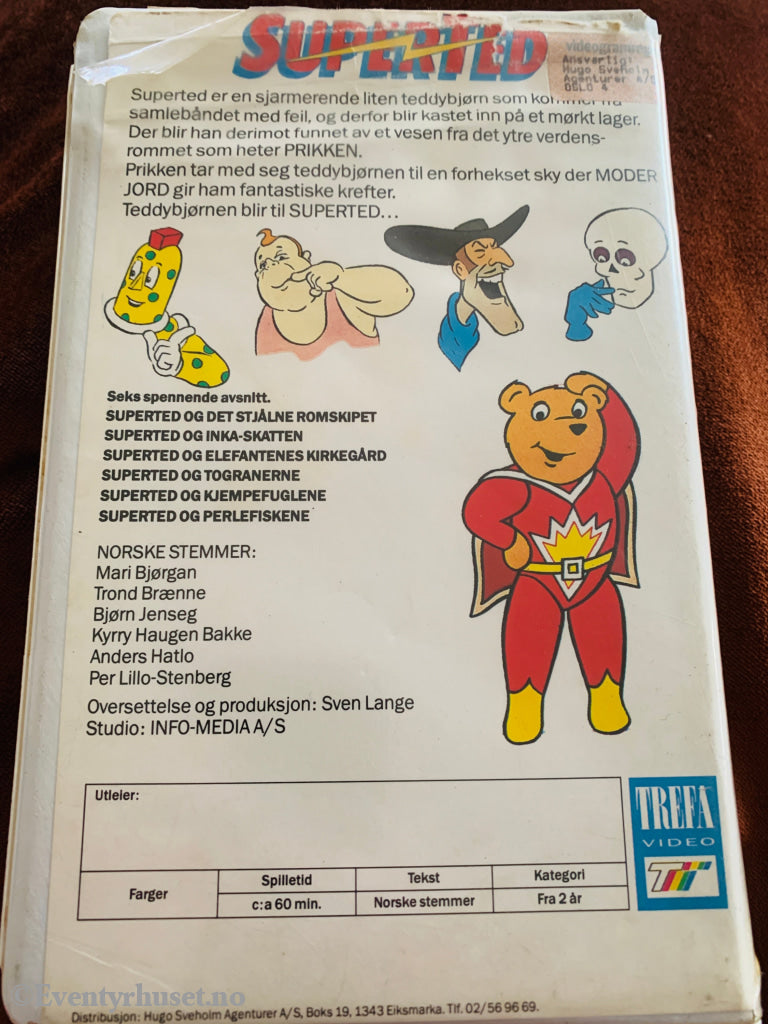 SUPERTED
videogrammer
Ansvarlig:
Hugo Sveholm
Agenturer A/S
OSLO 4
Superted er en sjarmerende liten teddybjørn som kommer fra
samlebåndet med feil, og derfor blir kastet inn på et mørkt lager.
Der blir han derimot funnet av et vesen fra det ytre verdens-
rommet som heter PRIKKEN.
Prikken tar med seg teddybjørnen til en forhekset sky der MODER
JORD gir ham fantastiske krefter.
Teddybjørnen blir til SUPERTED...
Seks spennende avsnitt.
SUPERTED OG DET STJÅLNE ROMSKIPET
SUPERTED OG INKA-SKATTEN
SUPERTED OG ELEFANTENES KIRKEGÅRD
SUPERTED OG TOGRANERNE
SUPERTED OG KJEMPEFUGLENE
SUPERTED OG PERLEFISKENE
NORSKE STEMMER:
Mari Bjørgan
Trond Brænne
Bjørn Jenseg
Kyrry Haugen Bakke
Anders Hatlo
Per Lillo-Stenberg
Oversettelse og produksjon: Sven Lange
Studio: INFO-MEDIA A/S
Utleier:
Farger
Spilletid
c:a 60 min.
Tekst
Norske stemmer
Kategori
Fra 2 år
TREFA
VIDEO
©Eventyrhuset.no
Distribusjon: Hugo Sveholm Agenturer A/S, Boks 19, 1343 Eiksmarka. Tlf. 02/56 96 69.